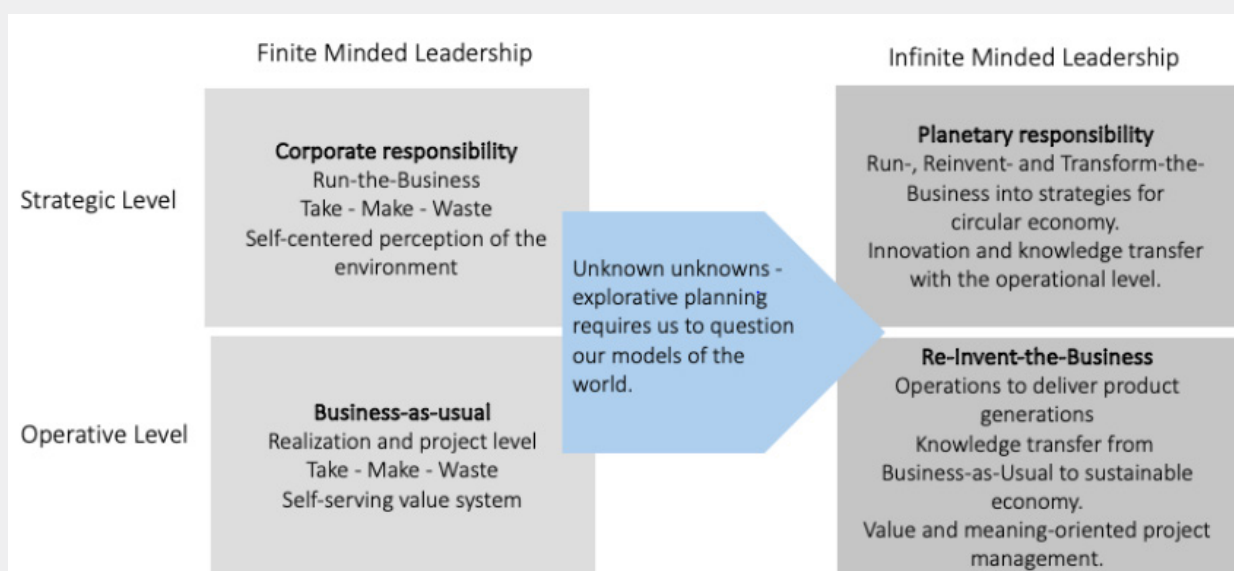 Finite Minded Leadership
Infinite Minded Leadership
Strategic Level
Corporate responsibility
Run-the-Business
Take - Make - Waste
Self-centered perception of the
environment
Unknown unknowns -
explorative planning
requires us to question
our models of the
world.
Planetary responsibility
Run-, Reinvent- and Transform-the-
Business into strategies for
circular economy.
Innovation and knowledge transfer
with the operational level.
Operative Level
Business-as-usual
Realization and project level
Take - Make - Waste
Self-serving value system
Re-Invent-the-Business
Operations to deliver product
generations
Knowledge transfer from
Business-as-Usual to sustainable
economy.
Value and meaning-oriented project
management.